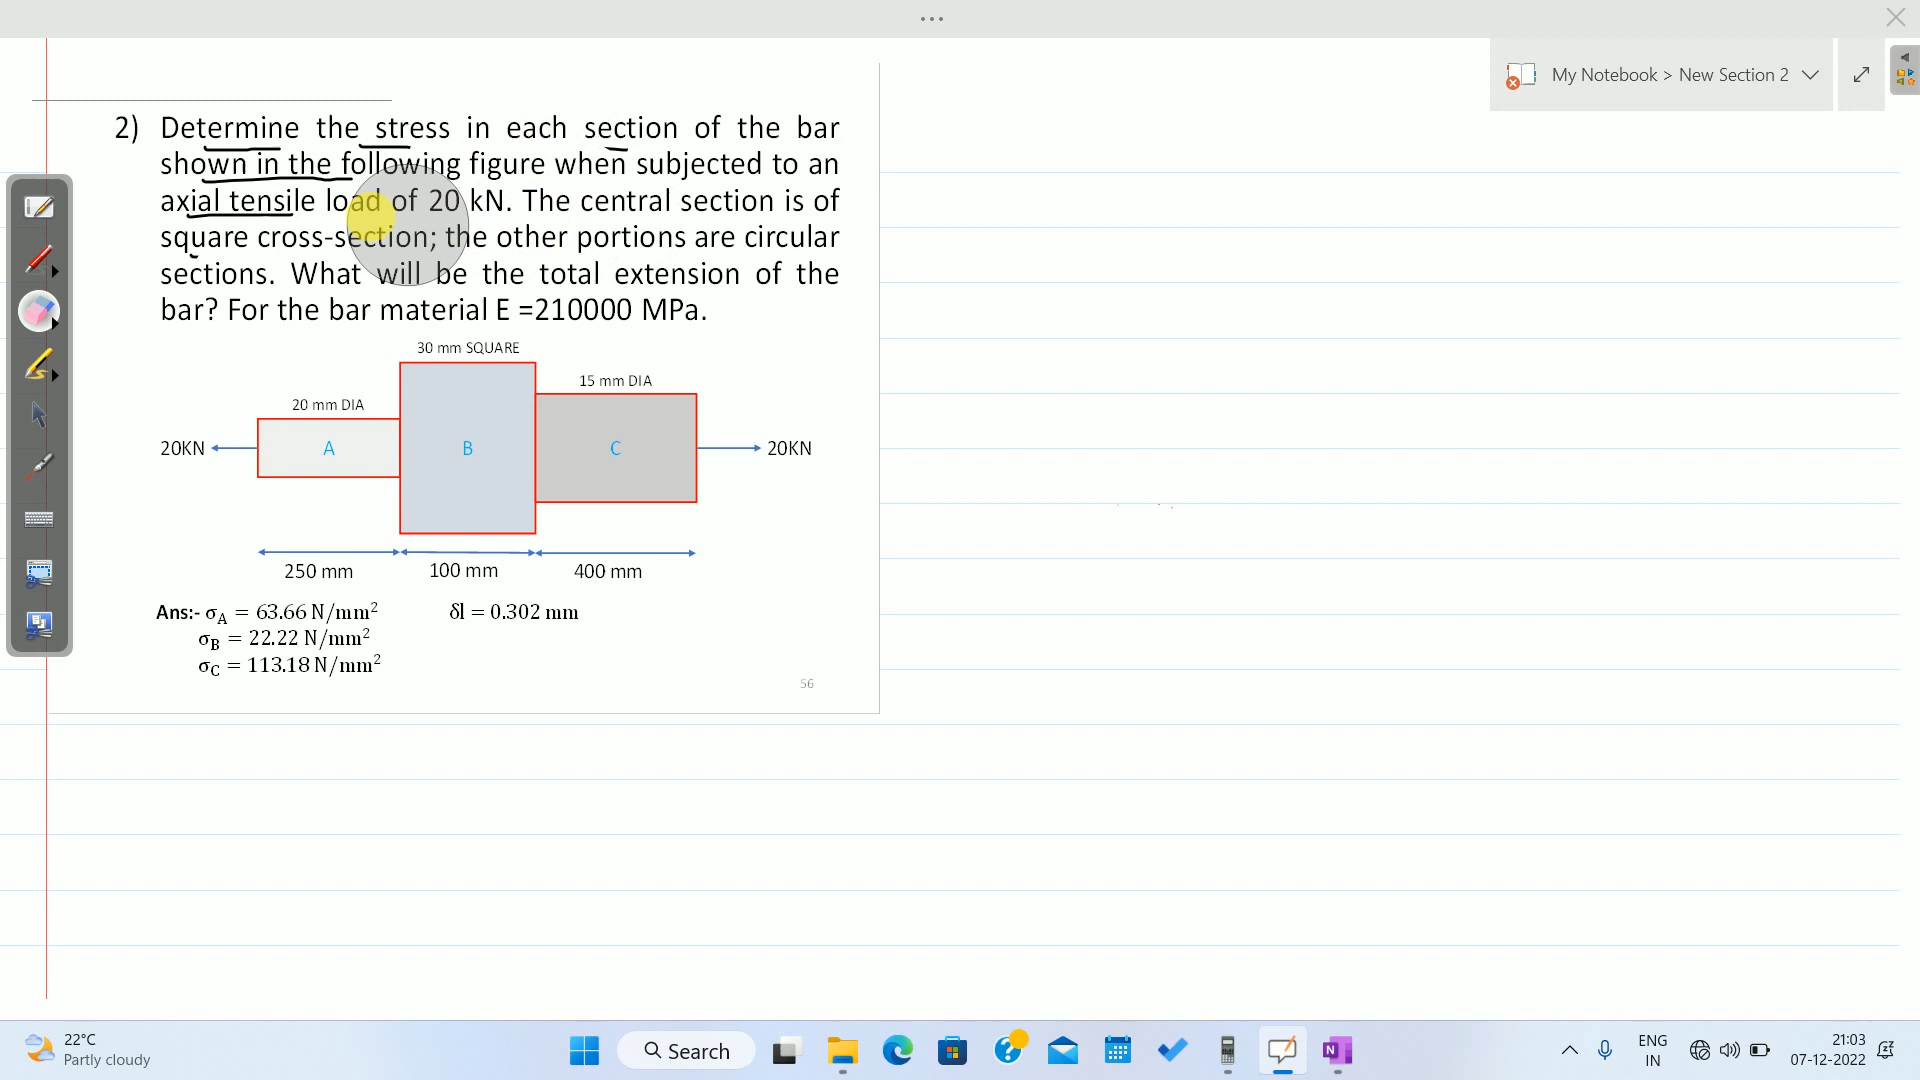 My Notebook > New Section 2
2) Determine the stress in each section of the bar
shown in the following figure when subjected to an
axial tensile load of 20 kN. The central section is of
square cross-section; the other portions are circular
sections. What will be the total extension of the
bar? For the bar material E =210000 MPa.
30 mm SQUARE
15 mm DIA
20 mm DIA
20KN
A
B
C
20KN
250 mm
100 mm
400 mm
Ans:- σA = 63.66 N/mm² δl = 0.302 mm
σB = 22.22 N/mm²
σC = 113.18 N/mm²
56
22°C
Partly cloudy
Search
ENG
IN
21:03
07-12-2022